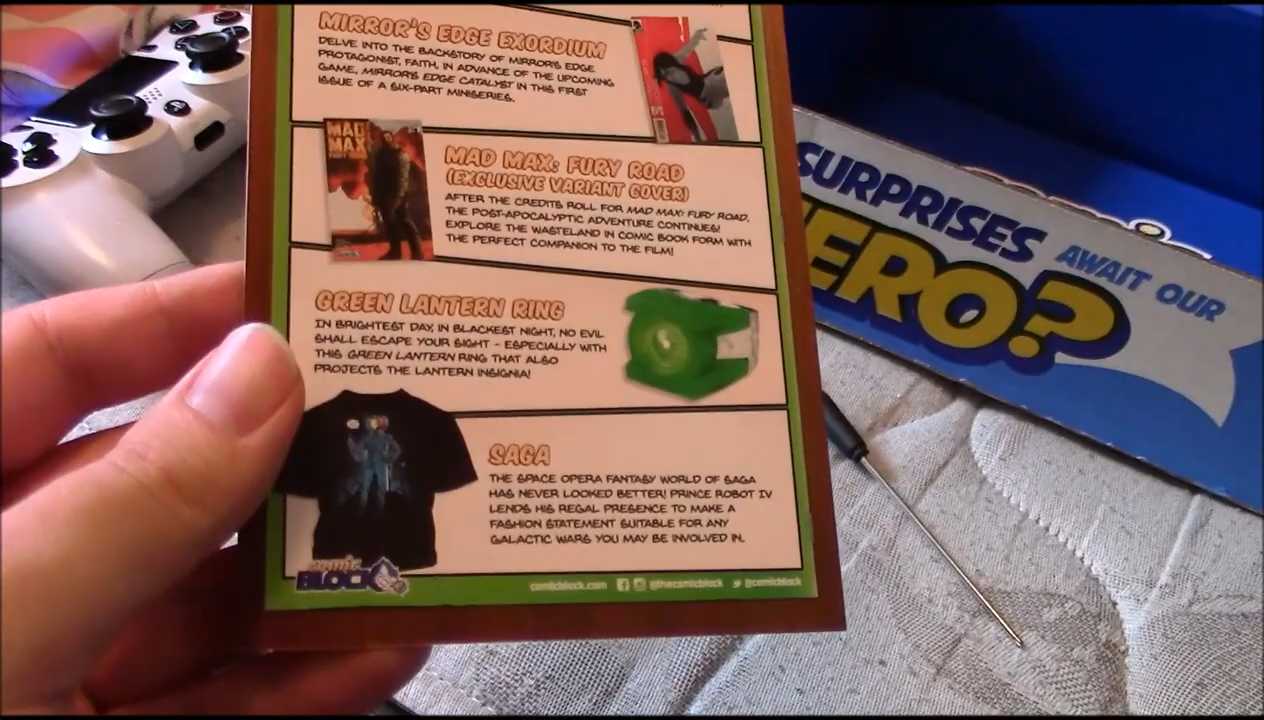 MIRROR'S EDGE EXORDIUM
DELVE INTO THE BACKSTORY OF MIRROR'S EDGE
PROTAGONIST, FAITH, IN ADVANCE OF THE UPCOMING
GAME, MIRROR'S EDGE CATALYST IN THIS FIRST
ISSUE OF A SIX-PART MINISERIES.
MAD
MAX
MAD MAX: FURY ROAD
(EXCLUSIVE VARIANT COVER)
AFTER THE CREDITS ROLL FOR MAD MAX: FURY ROAD,
THE POST-APOCALYPTIC ADVENTURE CONTINUES!
EXPLORE THE WASTELAND IN COMIC BOOK FORM WITH
THE PERFECT COMPANION TO THE FILM!
GREEN LANTERN RING
IN BRIGHTEST DAY, IN BLACKEST NIGHT, NO EVIL
SHALL ESCAPE YOUR SIGHT - ESPECIALLY WITH
THIS GREEN LANTERN RING THAT ALSO
PROJECTS THE LANTERN INSIGNIA!
SAGA
THE SPACE OPERA FANTASY WORLD OF SAGA
HAS NEVER LOOKED BETTER! PRINCE ROBOT IV
LENDS HIS REGAL PRESENCE TO MAKE A
FASHION STATEMENT SUITABLE FOR ANY
GALACTIC WARS YOU MAY BE INVOLVED IN.
comic
BLOCK
comicblock.com @thecomicblock @comicblock
SURPRISES AWAIT OUR
ERO?